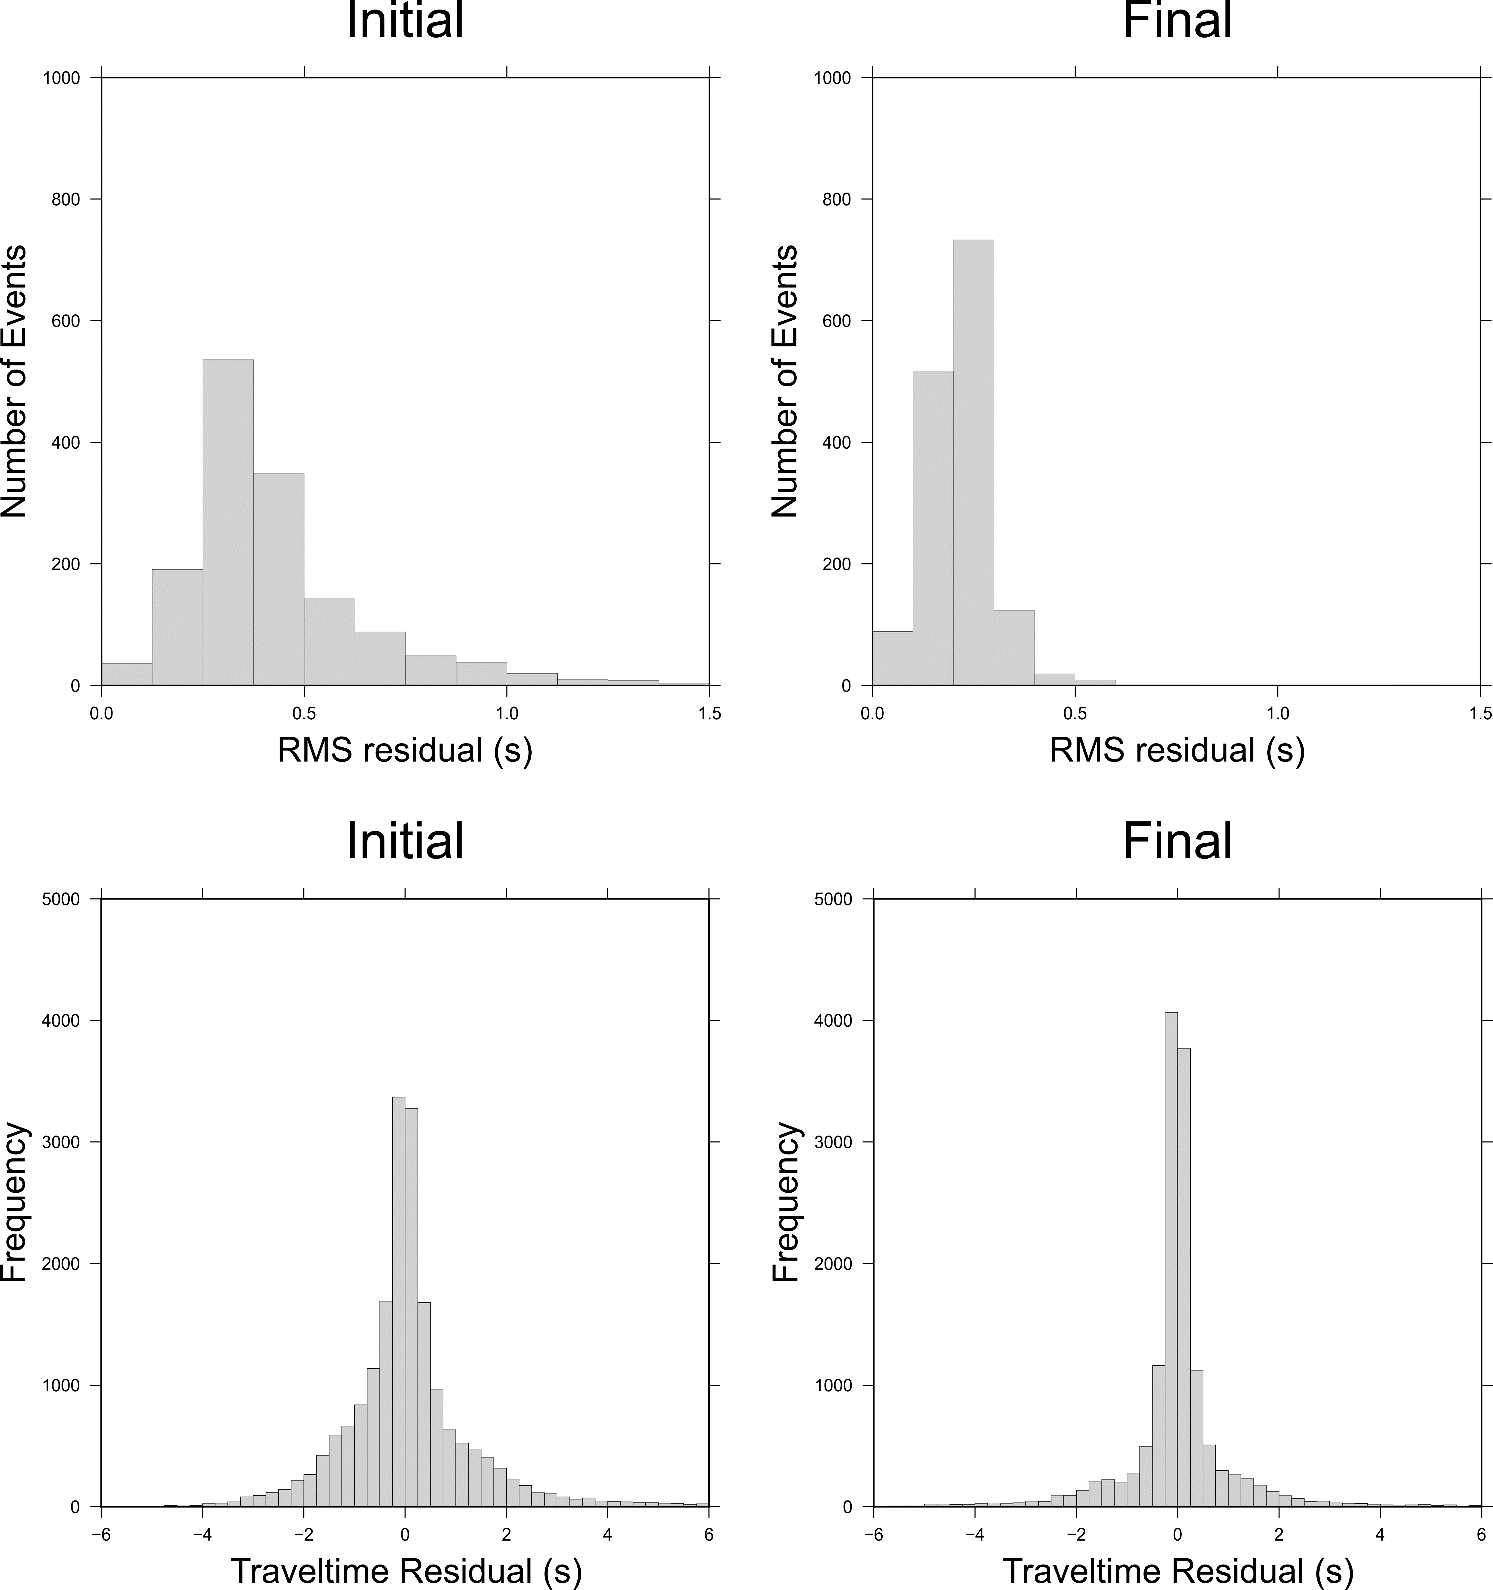 Initial
Final
1000
800
600
400
200
0
Number of Events
0.0 0.5 1.0 1.5
RMS residual (s)
1000
800
600
400
200
0
Number of Events
0.0 0.5 1.0 1.5
RMS residual (s)
Initial
Final
5000
4000
3000
2000
1000
0
Frequency
−6 −4 −2 0 2 4 6
Traveltime Residual (s)
5000
4000
3000
2000
1000
0
Frequency
−6 −4 −2 0 2 4 6
Traveltime Residual (s)